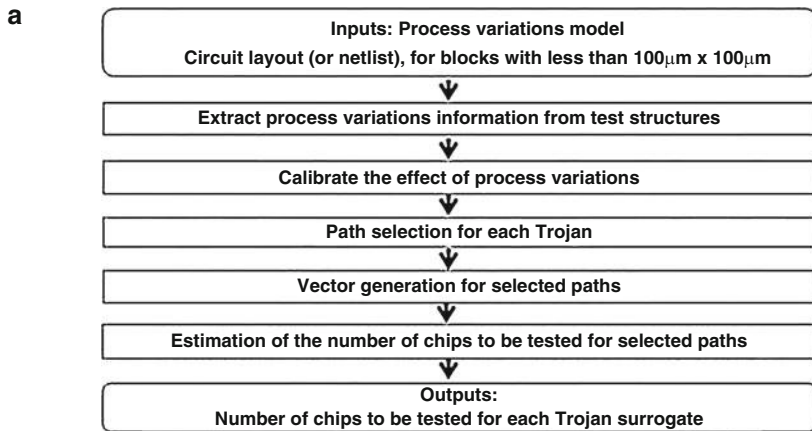 a
Inputs: Process variations model
Circuit layout (or netlist), for blocks with less than 100μm x 100μm
Extract process variations information from test structures
Calibrate the effect of process variations
Path selection for each Trojan
Vector generation for selected paths
Estimation of the number of chips to be tested for selected paths
Outputs:
Number of chips to be tested for each Trojan surrogate